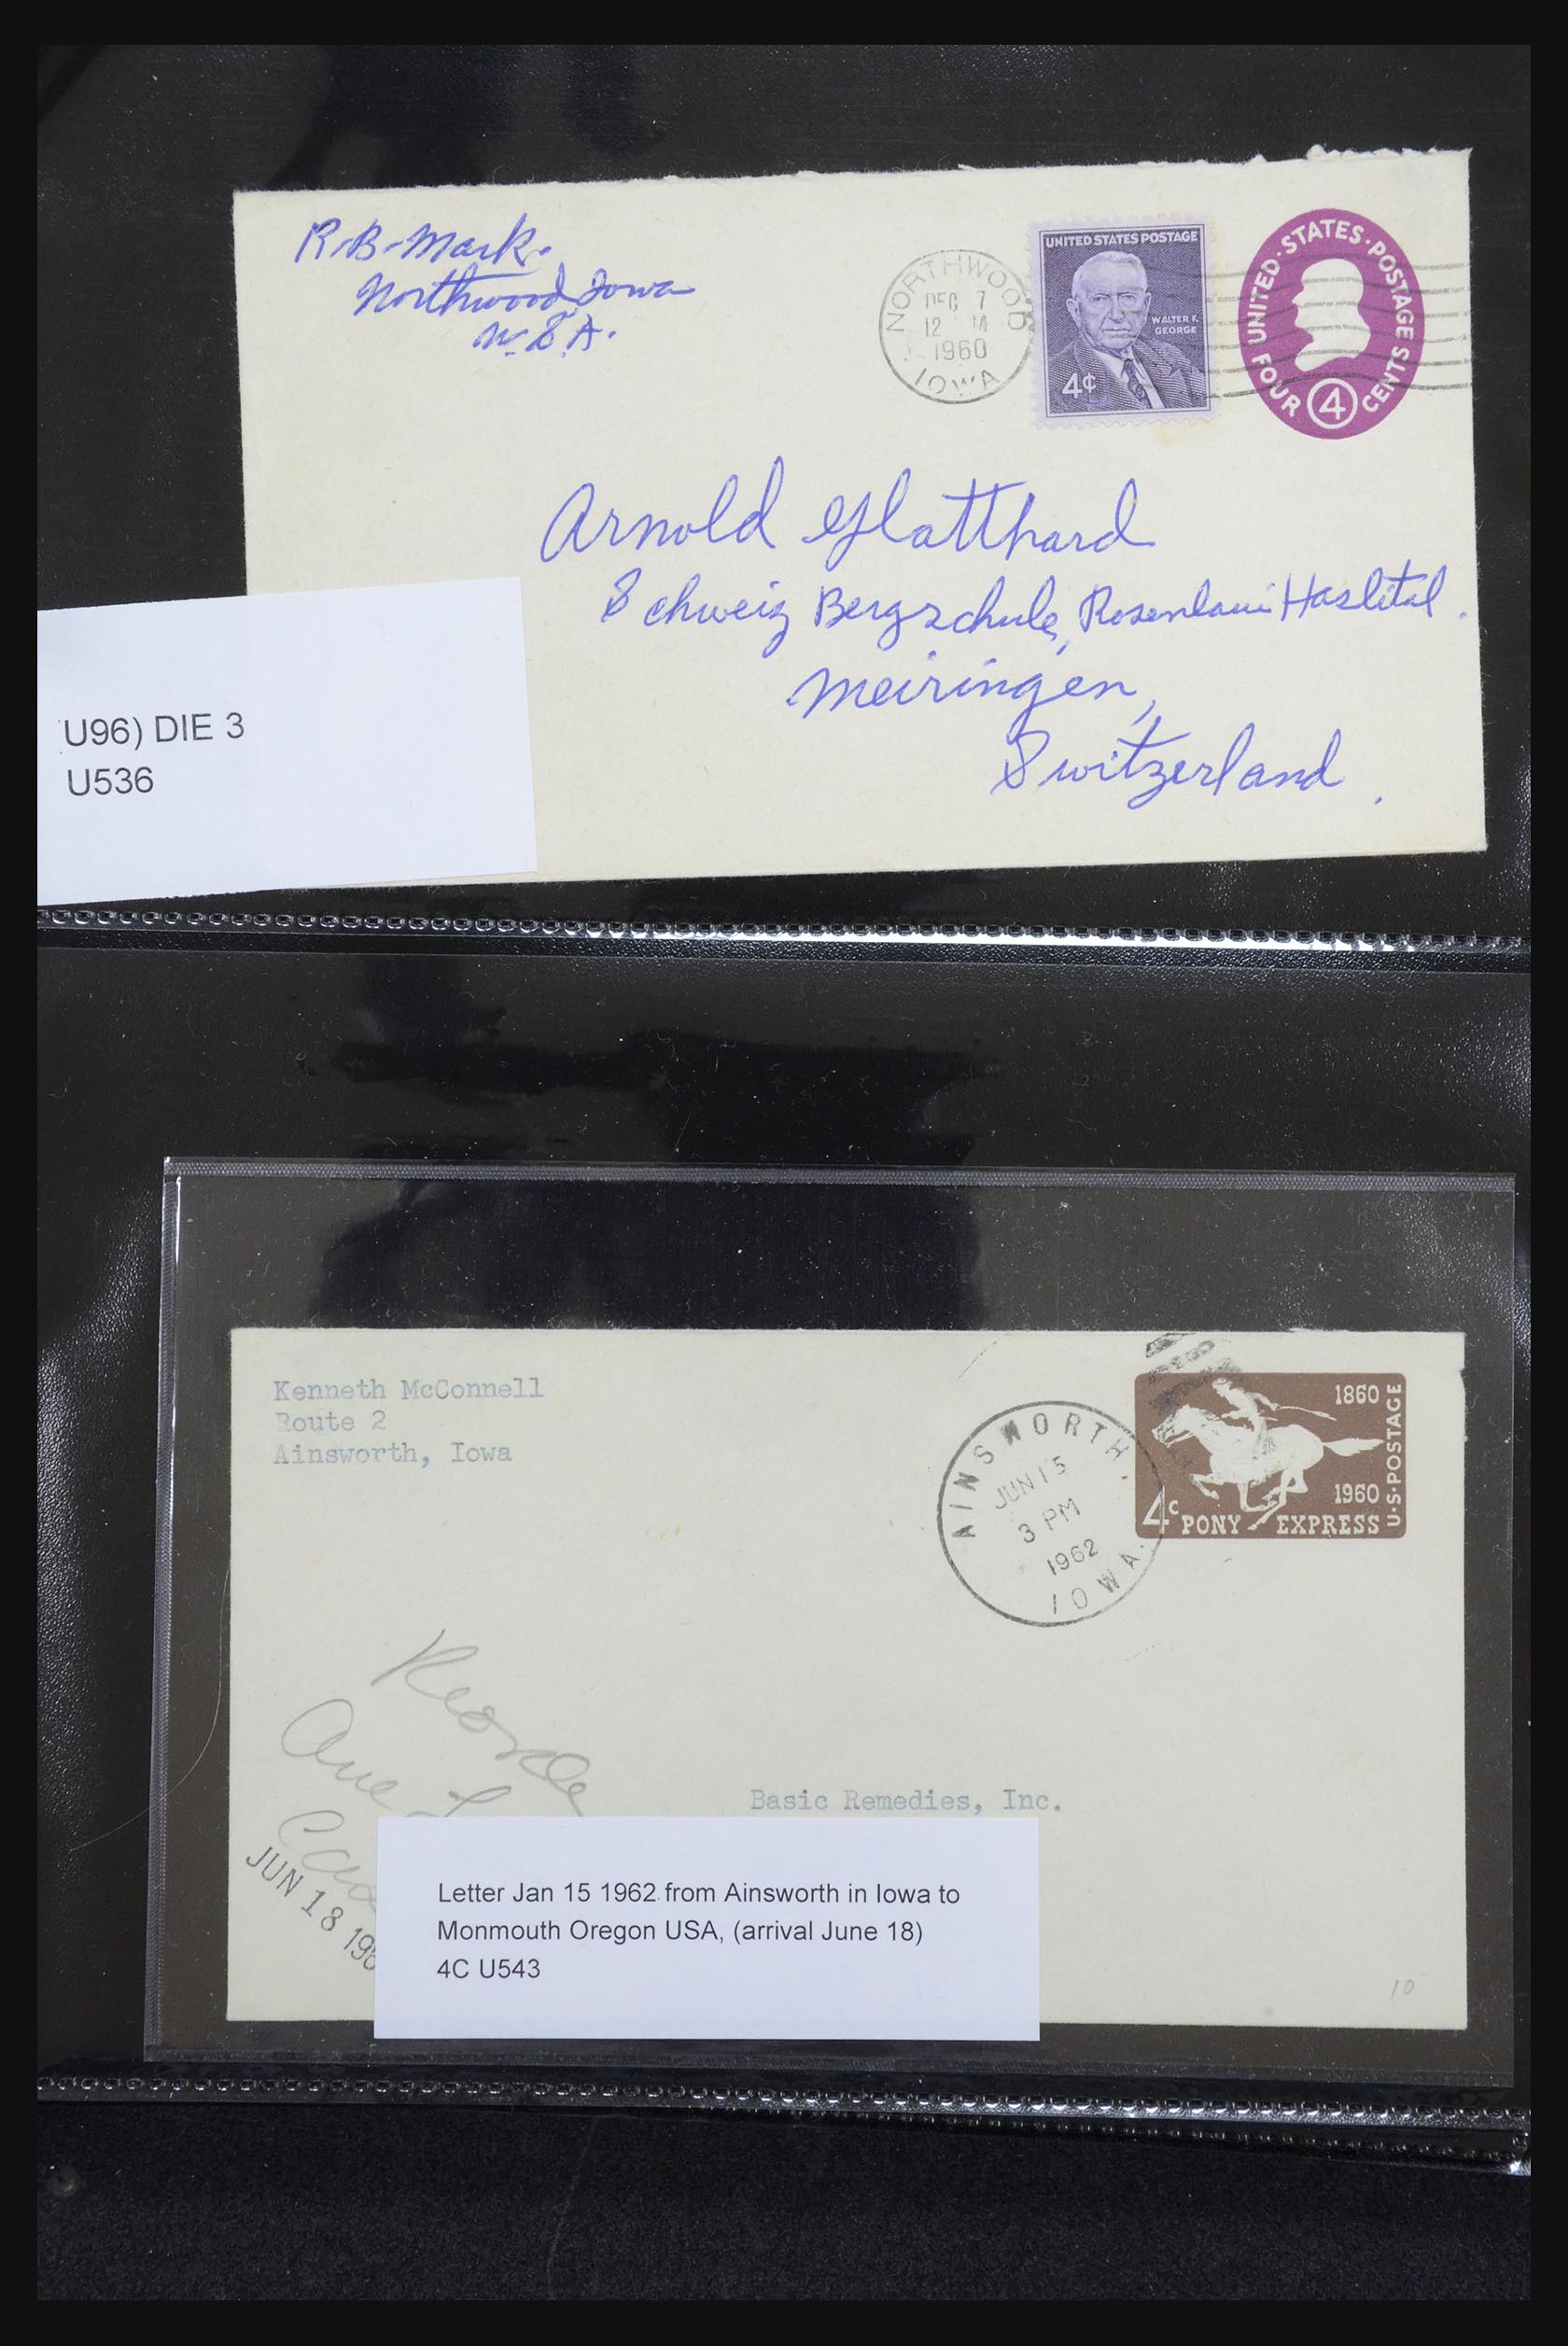 R. B. Mark.
Northwood, Iowa
U.S.A.
NORTHWOOD
DEC 7
12 M
1960
IOWA
UNITED STATES POSTAGE
WALTER F.
GEORGE
4¢
UNITED·STATES·POSTAGE
FOUR 4 CENTS
Arnold Glatthard
Schweiz Bergschule, Rosenlaui Haslital.
Meiringen,
Switzerland.
U96) DIE 3
U536
Kenneth McConnell
Route 2
Ainsworth, Iowa
AINSWORTH,
JUN 15
3 PM
1962
IOWA.
1860
1960
U·S·POSTAGE
4c PONY EXPRESS
Basic Remedies, Inc.
JUN 18 196
Letter Jan 15 1962 from Ainsworth in Iowa to
Monmouth Oregon USA, (arrival June 18)
4C U543
10